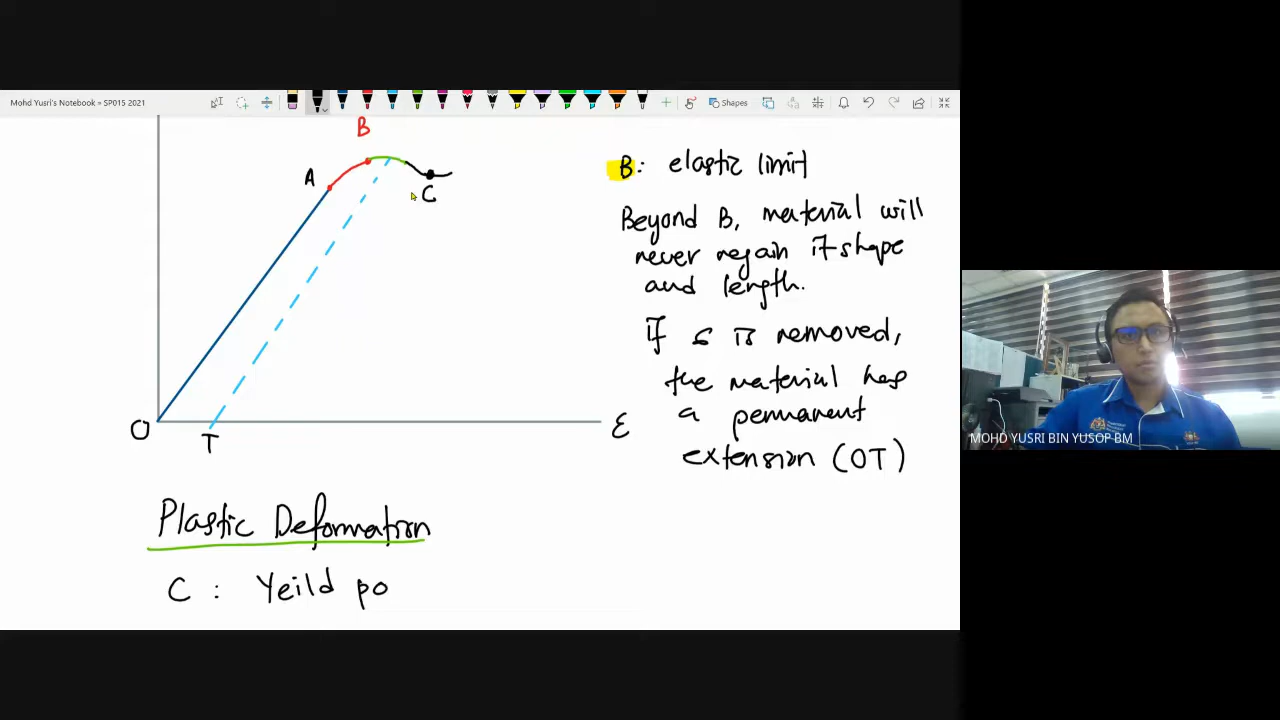 Mohd Yusri's Notebook » SP015 2021
Shapes
B
A
C
O
T
ε
B: elastic limit
Beyond B, material will
never regain it shape
and length.
If σ is removed,
the material has
a permanent
extension (OT)
Plastic Deformation
C : Yeild po
MOHD YUSRI BIN YUSOP BM